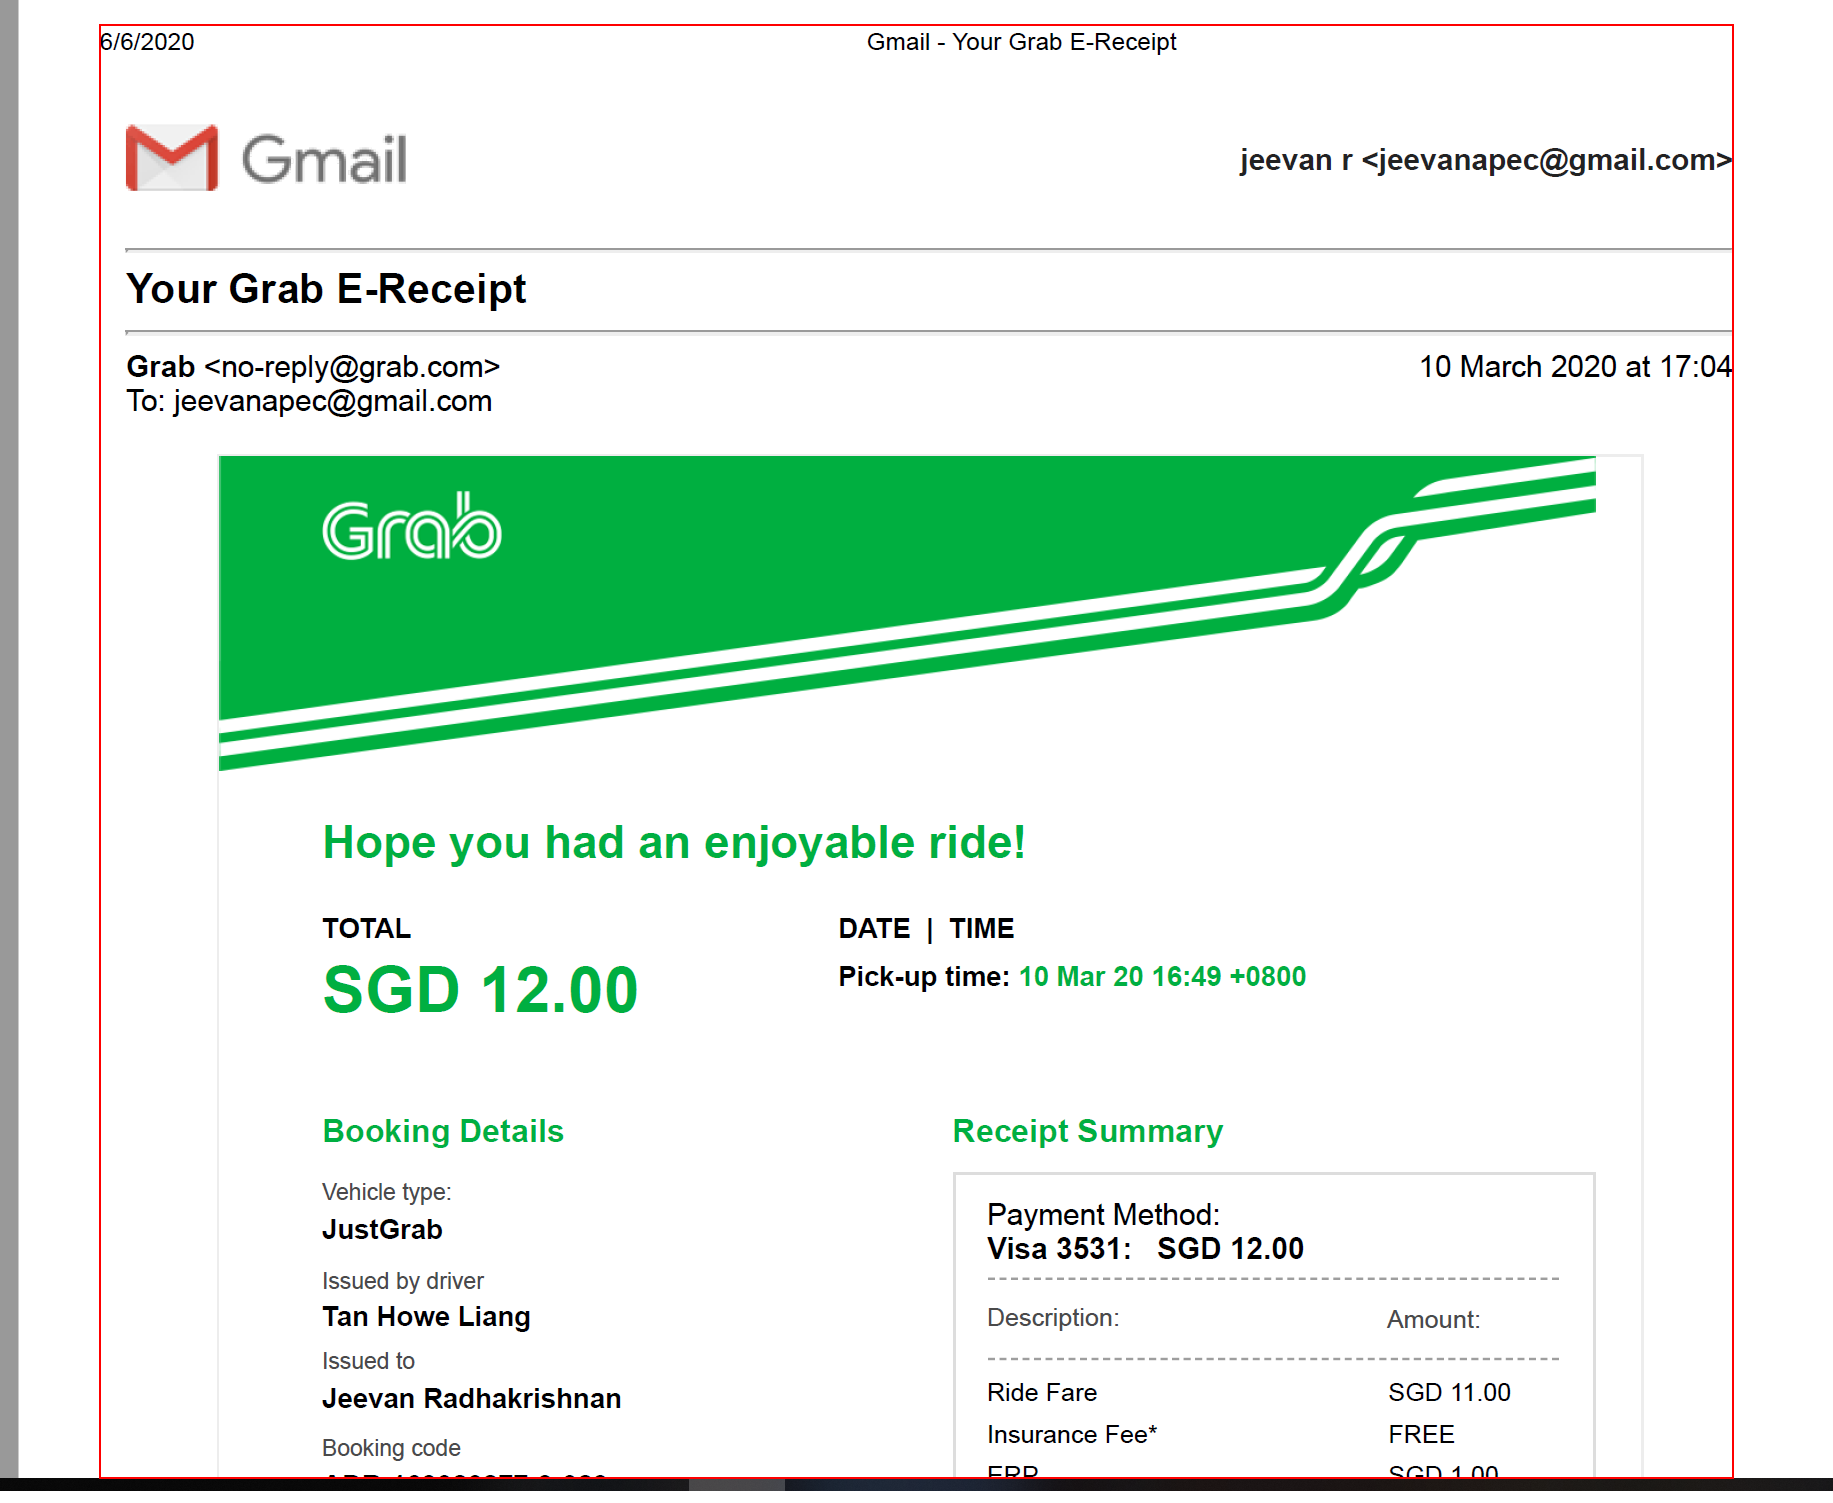 6/6/2020 Gmail - Your Grab E-Receipt
Gmail jeevan r <jeevanapec@gmail.com>
Your Grab E-Receipt
Grab <no-reply@grab.com> 10 March 2020 at 17:04
To: jeevanapec@gmail.com
Grab
Hope you had an enjoyable ride!
TOTAL
SGD 12.00
DATE | TIME
Pick-up time: 10 Mar 20 16:49 +0800
Booking Details
Vehicle type:
JustGrab
Issued by driver
Tan Howe Liang
Issued to
Jeevan Radhakrishnan
Booking code
Receipt Summary
Payment Method:
Visa 3531: SGD 12.00
Description: Amount:
Ride Fare SGD 11.00
Insurance Fee* FREE
ERP SGD 1.00